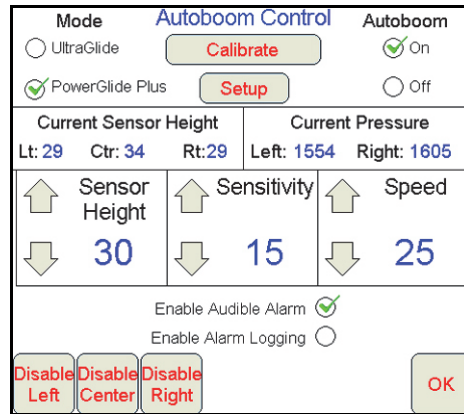 Mode Autoboom Control Autoboom
UltraGlide Calibrate On
PowerGlide Plus Setup Off
Current Sensor Height Current Pressure
Lt: 29 Ctr: 34 Rt:29 Left: 1554 Right: 1605
Sensor Height Sensitivity Speed
30 15 25
Enable Audible Alarm
Enable Alarm Logging
Disable Left Disable Center Disable Right OK